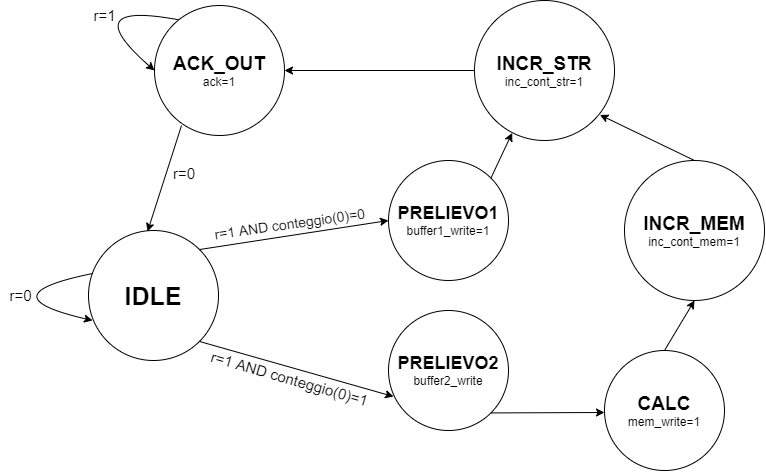 r=1
ACK_OUT
ack=1
INCR_STR
inc_cont_str=1
r=0
r=1 AND conteggio(0)=0
PRELIEVO1
buffer1_write=1
INCR_MEM
inc_cont_mem=1
r=0
IDLE
r=1 AND conteggio(0)=1
PRELIEVO2
buffer2_write
CALC
mem_write=1